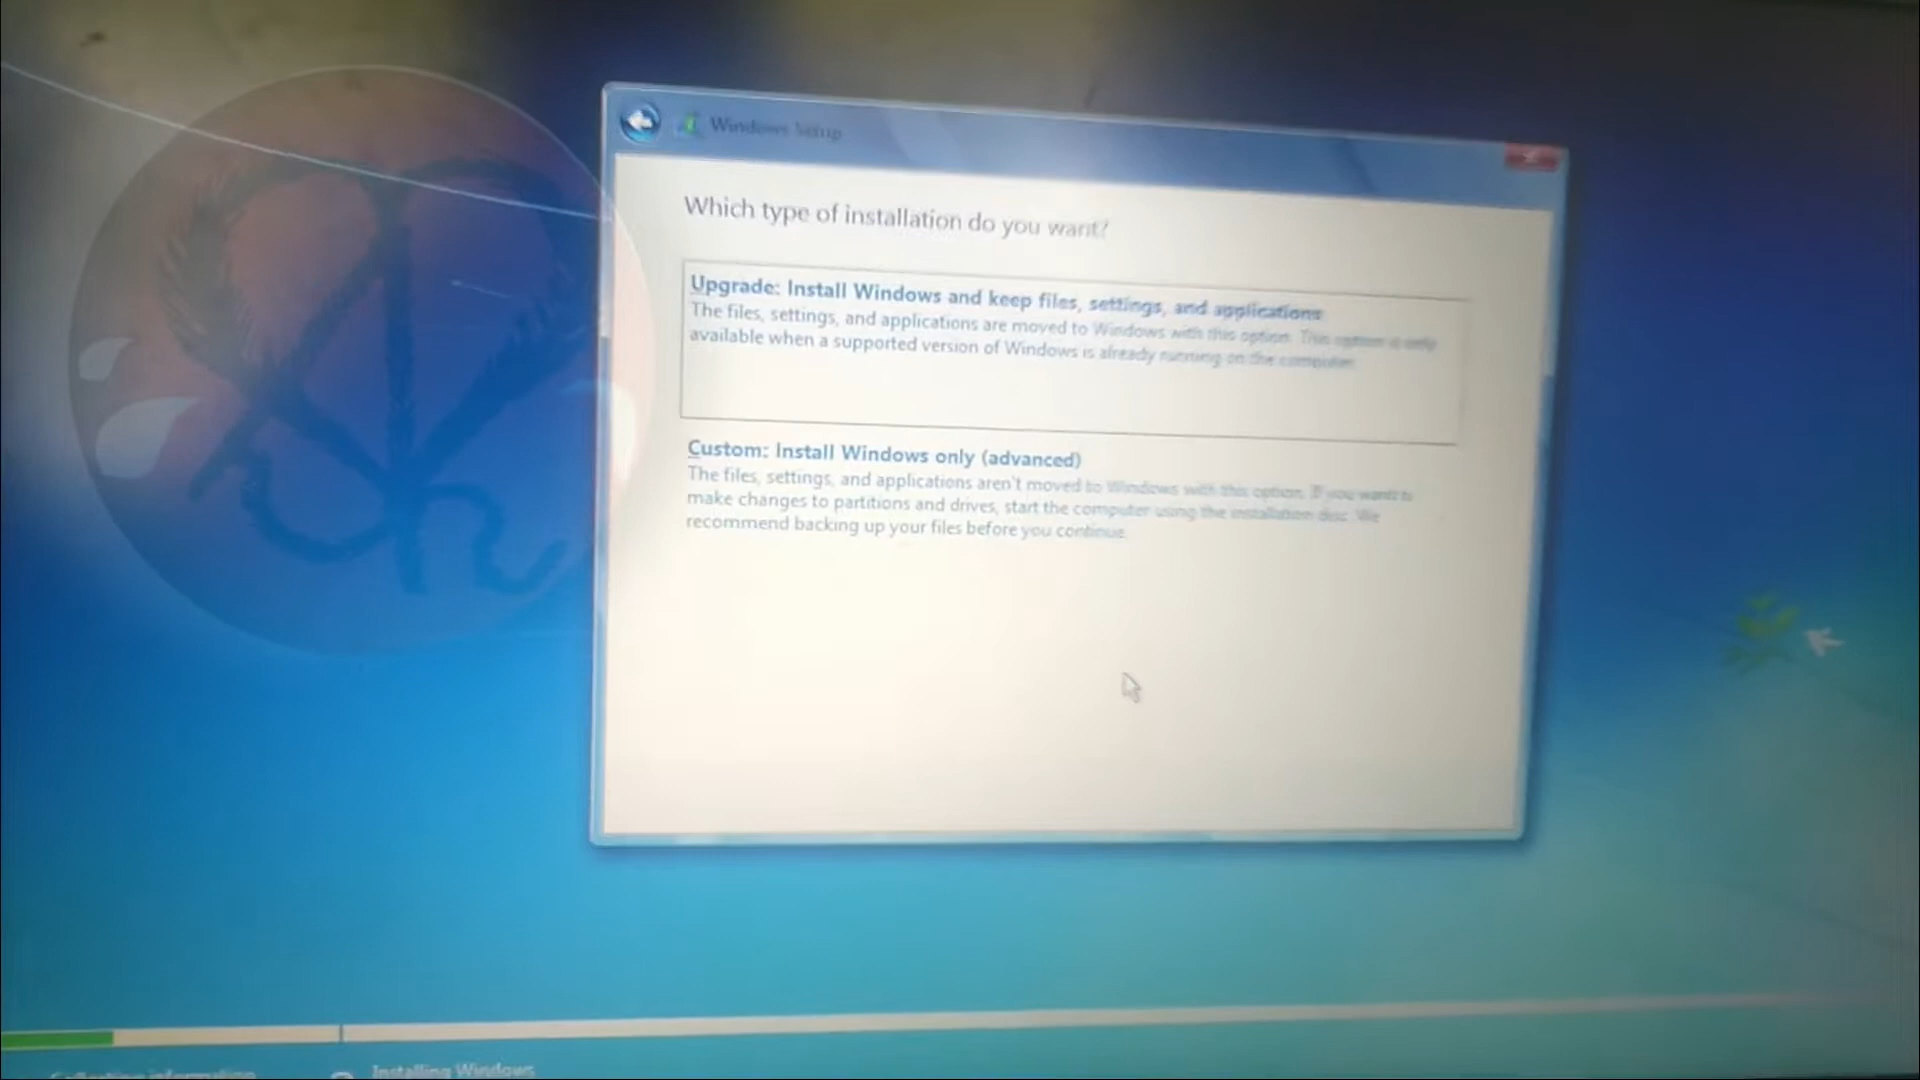 Windows Setup
Which type of installation do you want?
Upgrade: Install Windows and keep files, settings, and applications
The files, settings, and applications are moved to Windows with this option. This option is only
available when a supported version of Windows is already running on the computer.
Custom: Install Windows only (advanced)
The files, settings, and applications aren't moved to Windows with this option. If you want to
make changes to partitions and drives, start the computer using the installation disc. We
recommend backing up your files before you continue.
Collecting information
Installing Windows